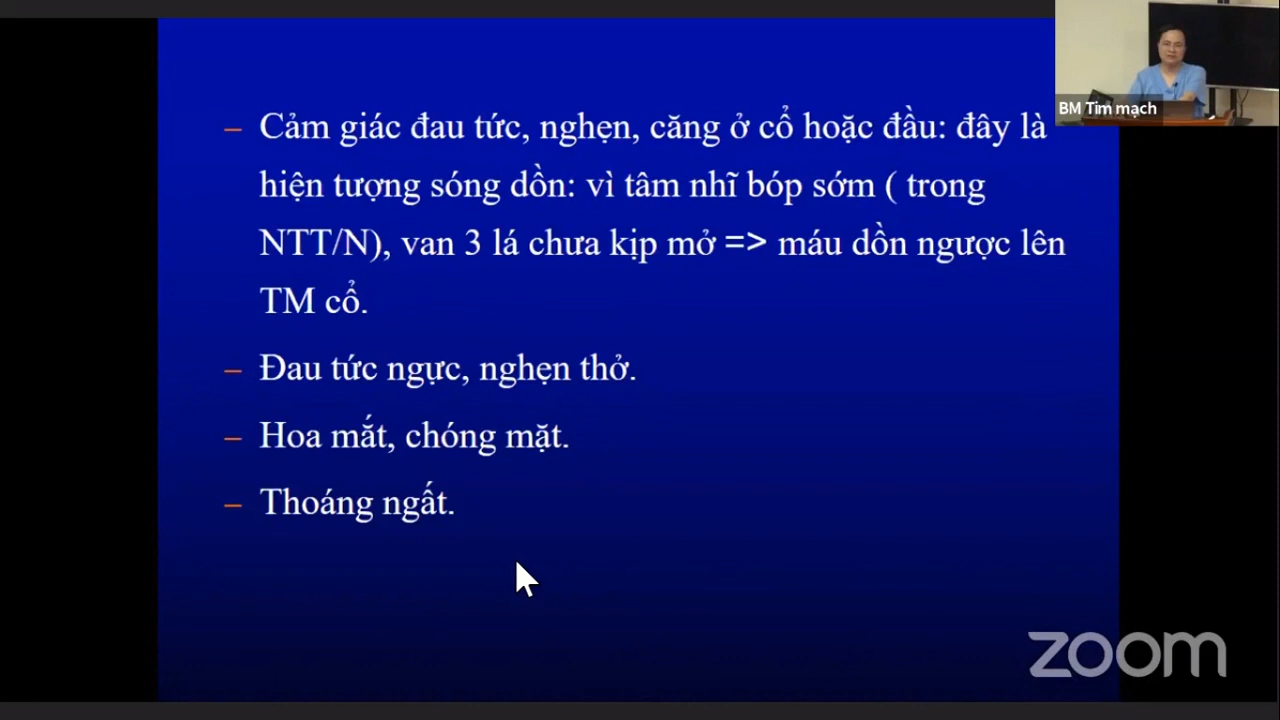 BM Tim mạch
– Cảm giác đau tức, nghẹn, căng ở cổ hoặc đầu: đây là
hiện tượng sóng dồn: vì tâm nhĩ bóp sớm ( trong
NTT/N), van 3 lá chưa kịp mở => máu dồn ngược lên
TM cổ.
– Đau tức ngực, nghẹn thở.
– Hoa mắt, chóng mặt.
– Thoáng ngất.
zoom